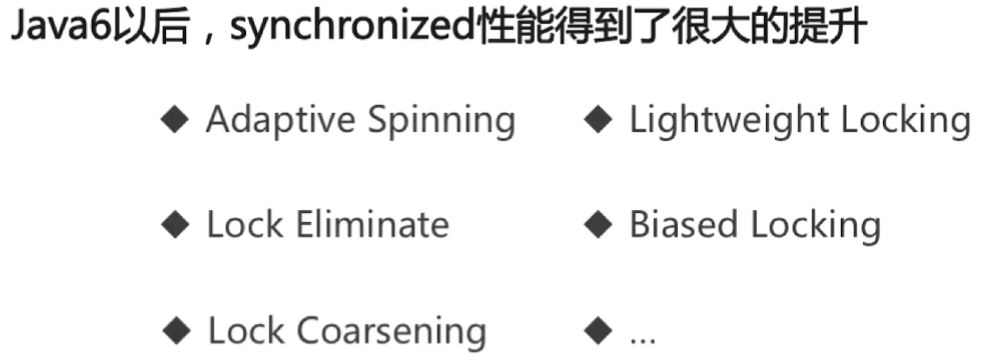 Java6以后，synchronized性能得到了很大的提升
◆ Adaptive Spinning ◆ Lightweight Locking
◆ Lock Eliminate ◆ Biased Locking
◆ Lock Coarsening ◆ ...